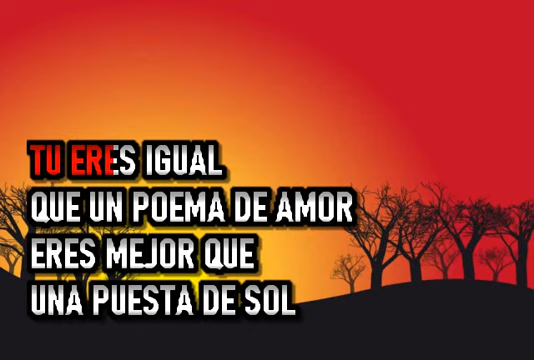 TU ERES IGUAL
QUE UN POEMA DE AMOR
ERES MEJOR QUE
UNA PUESTA DE SOL